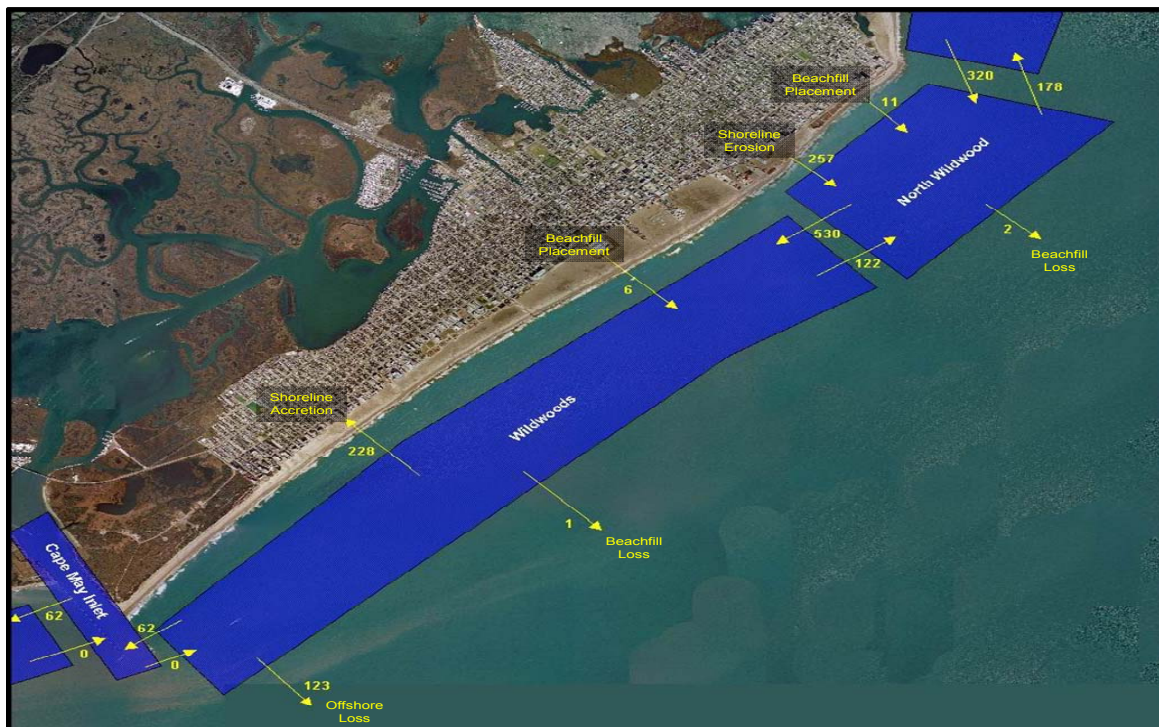 Beachfill
Placement
320
178
11
Shoreline
Erosion
257
North Wildwood
Beachfill
Placement
530
122
2
Beachfill
Loss
6
Shoreline
Accretion
228
Wildwoods
1
Beachfill
Loss
Cape May Inlet
62
0
62
0
123
Offshore
Loss